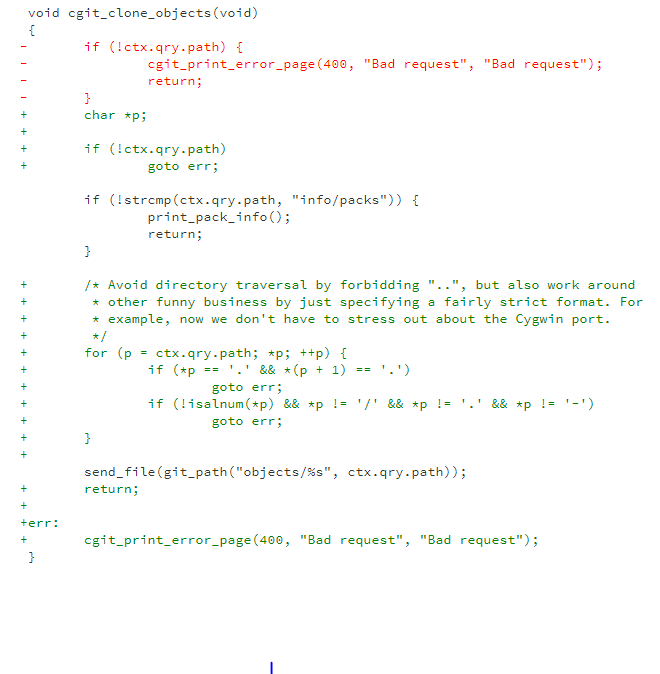 void cgit_clone_objects(void)
 {
-       if (!ctx.qry.path) {
-               cgit_print_error_page(400, "Bad request", "Bad request");
-               return;
-       }
+       char *p;
+
+       if (!ctx.qry.path)
+               goto err;

        if (!strcmp(ctx.qry.path, "info/packs")) {
                print_pack_info();
                return;
        }

+       /* Avoid directory traversal by forbidding "..", but also work around
+        * other funny business by just specifying a fairly strict format. For
+        * example, now we don't have to stress out about the Cygwin port.
+        */
+       for (p = ctx.qry.path; *p; ++p) {
+               if (*p == '.' && *(p + 1) == '.')
+                       goto err;
+               if (!isalnum(*p) && *p != '/' && *p != '.' && *p != '-')
+                       goto err;
+       }
+
        send_file(git_path("objects/%s", ctx.qry.path));
+       return;
+
+err:
+       cgit_print_error_page(400, "Bad request", "Bad request");
 }